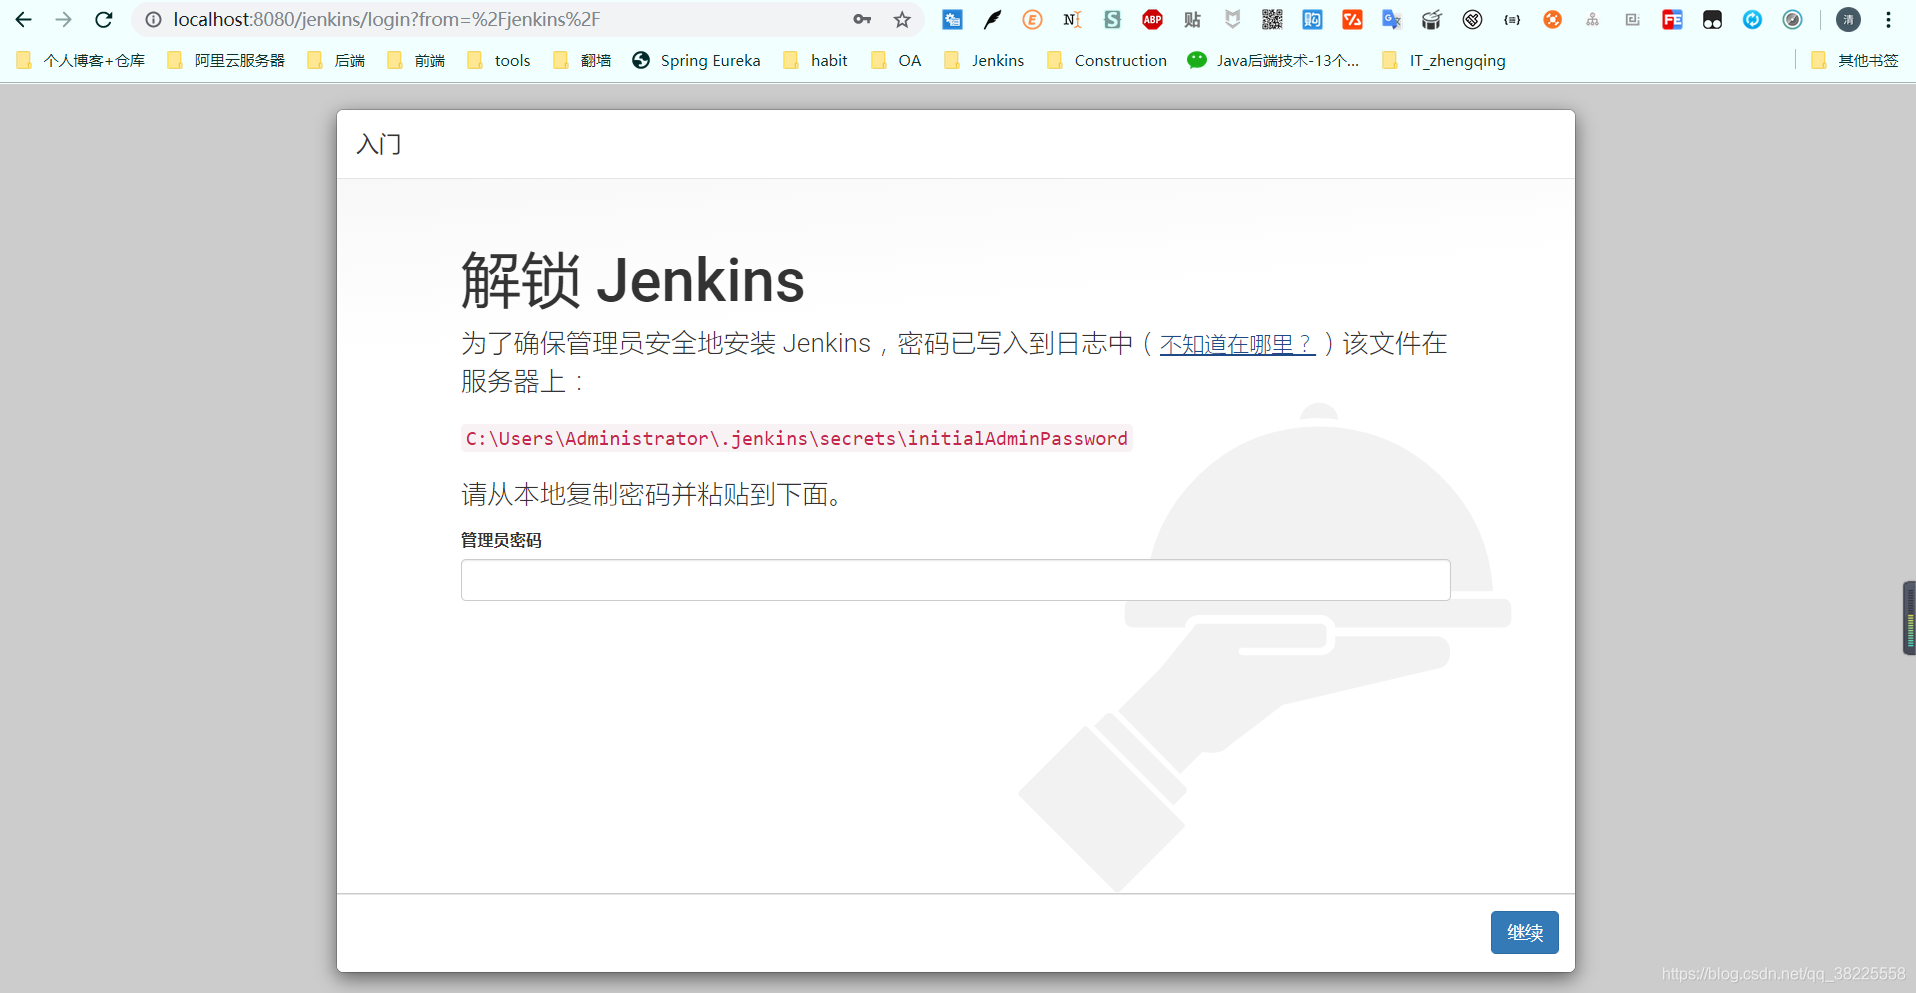 localhost:8080/jenkins/login?from=%2Fjenkins%2F
个人博客+仓库 阿里云服务器 后端 前端 tools 翻墙 Spring Eureka habit OA Jenkins Construction Java后端技术-13个... IT_zhengqing 其他书签
入门
解锁 Jenkins
为了确保管理员安全地安装 Jenkins，密码已写入到日志中（不知道在哪里？）该文件在
服务器上：
C:\Users\Administrator\.jenkins\secrets\initialAdminPassword
请从本地复制密码并粘贴到下面。
管理员密码
继续
https://blog.csdn.net/qq_38225558